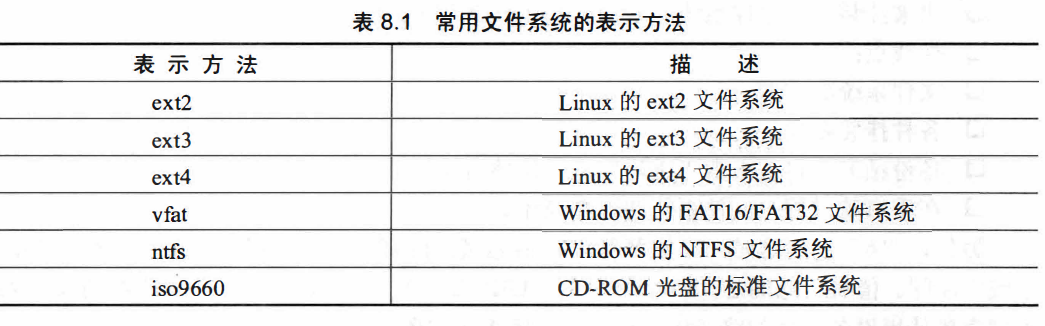 表 8.1 常用文件系统的表示方法
表 示 方 法 描 述
ext2 Linux 的 ext2 文件系统
ext3 Linux 的 ext3 文件系统
ext4 Linux 的 ext4 文件系统
vfat Windows 的 FAT16/FAT32 文件系统
ntfs Windows 的 NTFS 文件系统
iso9660 CD-ROM 光盘的标准文件系统